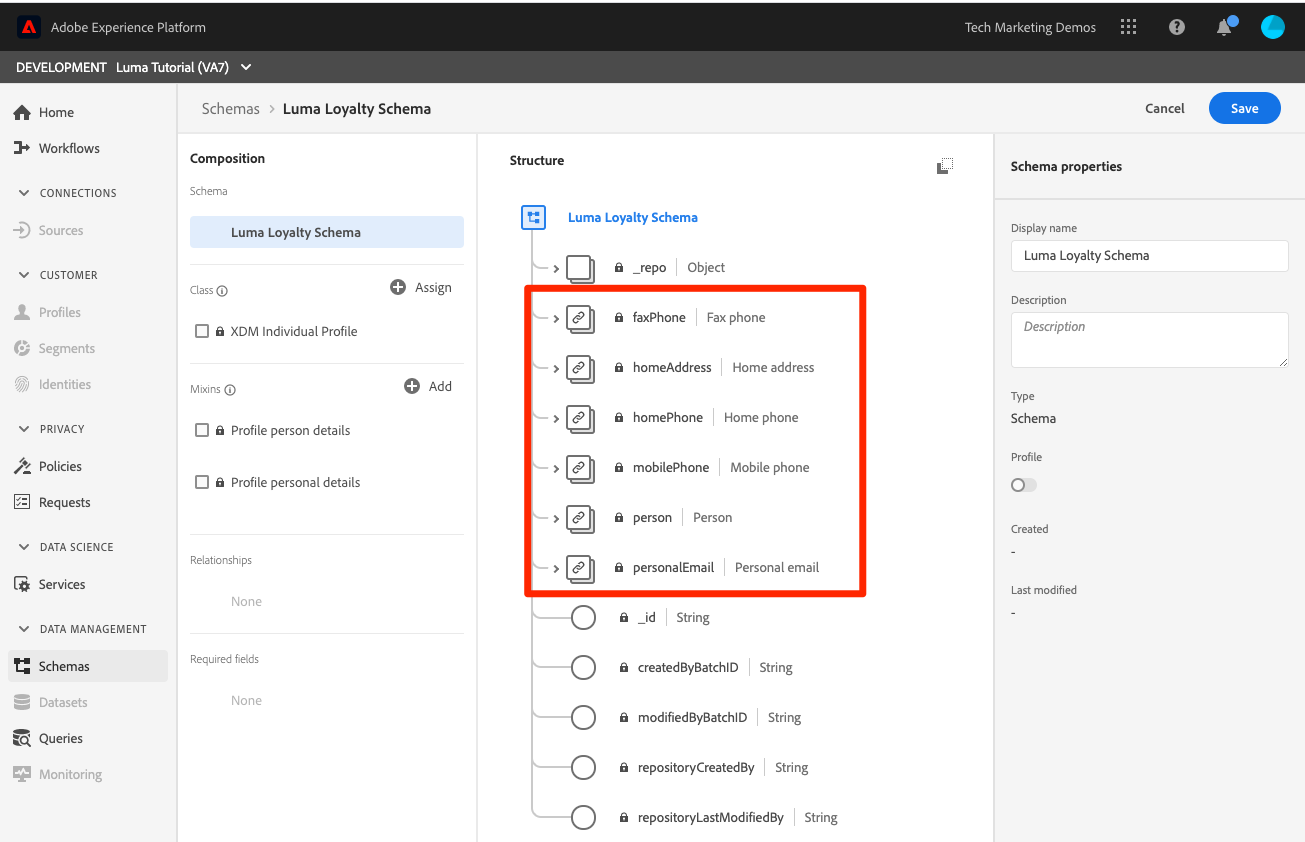 Adobe Experience Platform
Tech Marketing Demos
DEVELOPMENT Luma Tutorial (VA7)
Home
Workflows
CONNECTIONS
Sources
CUSTOMER
Profiles
Segments
Identities
PRIVACY
Policies
Requests
DATA SCIENCE
Services
DATA MANAGEMENT
Schemas
Datasets
Queries
Monitoring
Schemas > Luma Loyalty Schema
Cancel
Save
Composition
Schema
Luma Loyalty Schema
Class
Assign
XDM Individual Profile
Mixins
Add
Profile person details
Profile personal details
Relationships
None
Required fields
None
Structure
Luma Loyalty Schema
_repo Object
faxPhone Fax phone
homeAddress Home address
homePhone Home phone
mobilePhone Mobile phone
person Person
personalEmail Personal email
_id String
createdByBatchID String
modifiedByBatchID String
repositoryCreatedBy String
repositoryLastModifiedBy String
Schema properties
Display name
Luma Loyalty Schema
Description
Description
Type
Schema
Profile
Created
-
Last modified
-